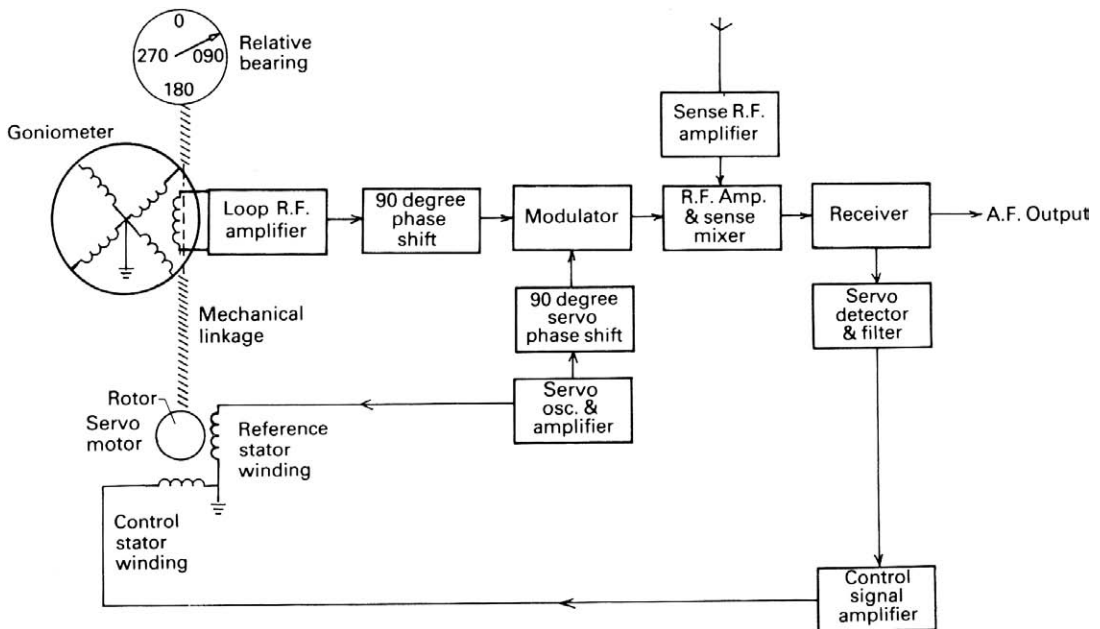 0
270 090
180
Relative
bearing
Goniometer
Sense R.F.
amplifier
Loop R.F.
amplifier
90 degree
phase
shift
Modulator
R.F. Amp.
& sense
mixer
Receiver
A.F. Output
90 degree
servo
phase shift
Servo
detector
& filter
Mechanical
linkage
Servo
osc. &
amplifier
Rotor
Servo
motor
Reference
stator
winding
Control
stator
winding
Control
signal
amplifier